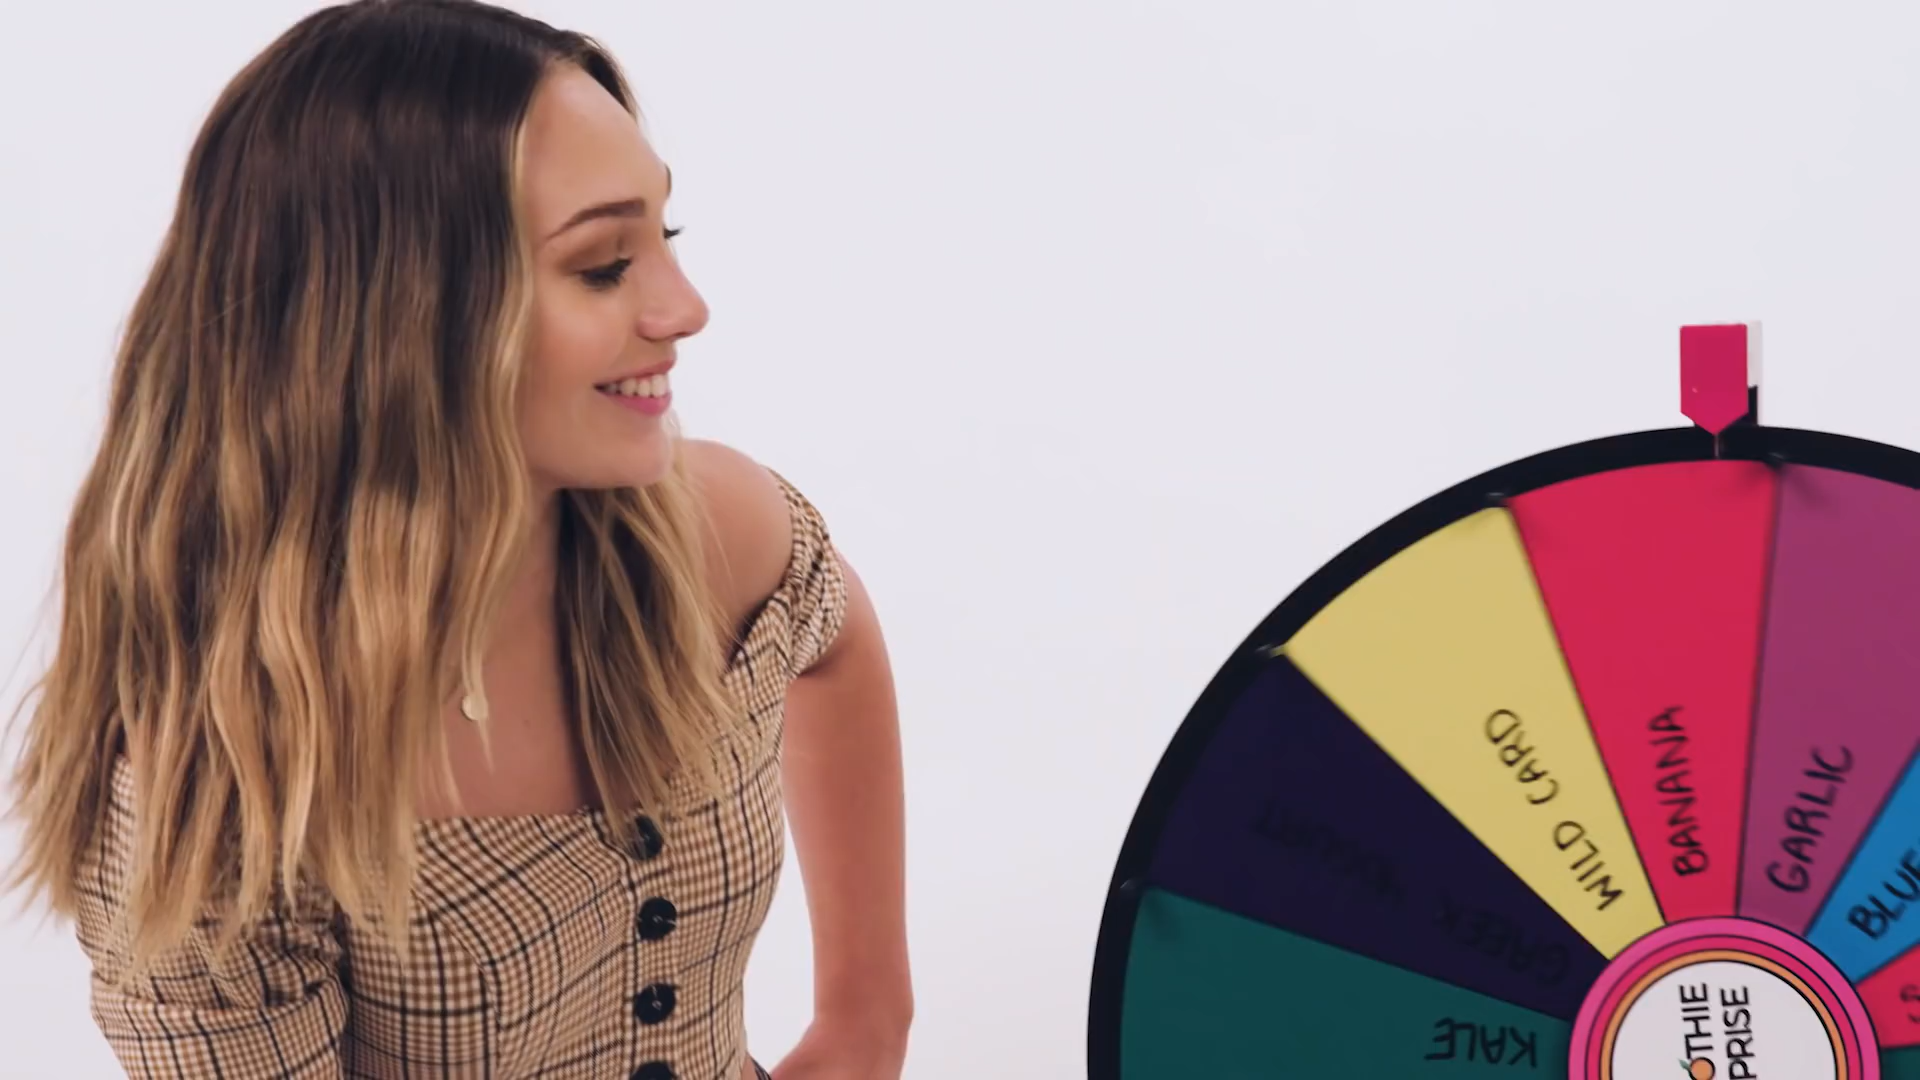 KALE
GREEK YOGURT
WILD CARD
BANANA
GARLIC
BLUE
OTHIE
PRISE